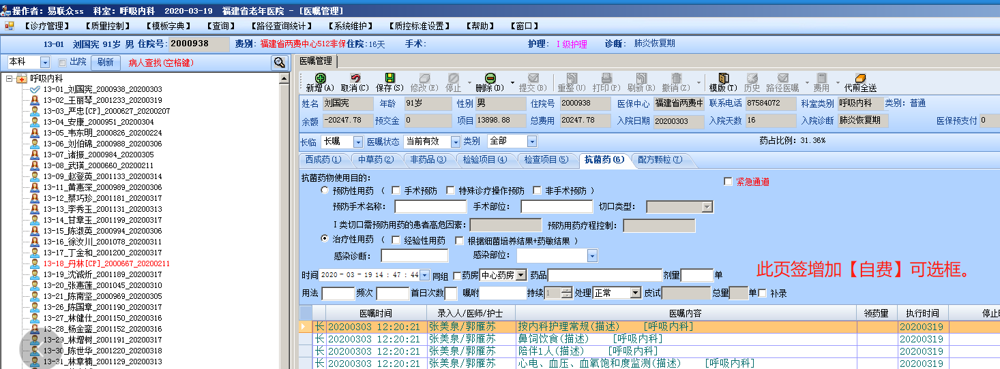 操作者: 易联众ss 科室: 呼吸内科 2020-03-19 福建省老年医院 - [医嘱管理]
【诊疗管理】 【质量控制】 【模板字典】 【查询】 【路径查询统计】 【系统维护】 【质控标准设置】 【帮助】 【窗口】
13-01 刘国宪 91岁 男 住院号: 2000938 费别: 福建省两费中心512非保 住院: 16天 手术: 护理: Ⅰ级护理 诊断: 肺炎恢复期
本科 出院 刷新 病人查找(空格键)
呼吸内科
13-01_刘国宪_2000938_20200303
13-02_王丽琴_2001233_20200319
13-03_严忠[CP]_2000627_20200207
13-04_安康_2000951_20200304
13-05_韦东明_2000826_20200224
13-06_刘伯锦_2000988_20200306
13-07_诸振_2000984_20200305
13-08_武瑛_2000660_20200211
13-09_赵登英_2001133_20200314
13-11_黄惠深_2000989_20200306
13-12_蔡巧珍_2001181_20200317
13-13_李秀玉_2001131_20200313
13-14_甘章玉_2001199_20200317
13-15_陈淑英_2000994_20200306
13-16_徐汝川_2001078_20200311
13-17_丁金和_2001200_20200317
13-18_丹林[CP]_2000667_20200211
13-19_沈诚炘_2001189_20200317
13-20_张惠莲_2001045_20200310
13-21_陈南坚_2000969_20200305
13-26_陈国章_2001190_20200317
13-27_林健仕_2001150_20200316
13-28_杨金銮_2001152_20200316
13-29_林增树_2001191_20200317
13-30_陈世华_2001220_20200318
13-31_林章楠_2001129_20200313
医嘱管理
新增(A) 取消(C) 保存(S) 修改(E) 停止 删除(D) 提交(B) 重整(U) 打印(P) 刷新(R) 撤销(Z) 模版(T) 历史 路径医嘱 费用 代煎全送
姓名 刘国宪 年龄 91岁 性别 男 住院号 2000938 医保中心 福建省两费中 联系电话 87584072 科室类别 呼吸内科 类别: 普通
余额 -20247.78 预交金 0 项目 13898.88 总费用 20247.78 入院日期 20200303 入院天数 16 入院诊断 肺炎恢复期 医保预支付 0
长临 长嘱 医嘱状态 当前有效 类别 全部 药占比例: 31.36%
西成药(1) 中草药(2) 非药品(3) 检验项目(4) 检查项目(5) 抗菌药(6) 配方颗粒(7)
抗菌药物使用目的:
预防性用药 ( 手术预防 特殊诊疗操作预防 非手术预防 ) 紧急通道
预防手术名称: 手术部位: 切口类型:
Ⅰ类切口需预防用药的患者高危因素: 预防用药疗程控制:
治疗性用药 ( 经验性用药 根据细菌培养结果+药敏结果 )
感染诊断: 感染部位:
此页签增加【自费】可选框。
时间 2020-03-19 14:47:44 同组 药房 中心药房 药品 剂量 单
用法 频次 首日次数 嘱咐 持续 1 处理 正常 皮试 总量 单 补录
医嘱时间 录入人/医师/护士 医嘱内容 领药量 执行时间 停止
长 20200303 12:20:21 张美泉/郭雁苏 按内科护理常规(描述) [呼吸内科] 20200319
长 20200303 12:20:21 张美泉/郭雁苏 鼻饲饮食(描述) [呼吸内科] 20200319
长 20200303 12:20:21 张美泉/郭雁苏 陪伴1人(描述) [呼吸内科] 20200319
长 20200303 12:20:21 张美泉/郭雁苏 心电、血压、血氧饱和度监测(描述) [呼吸内科] 20200319